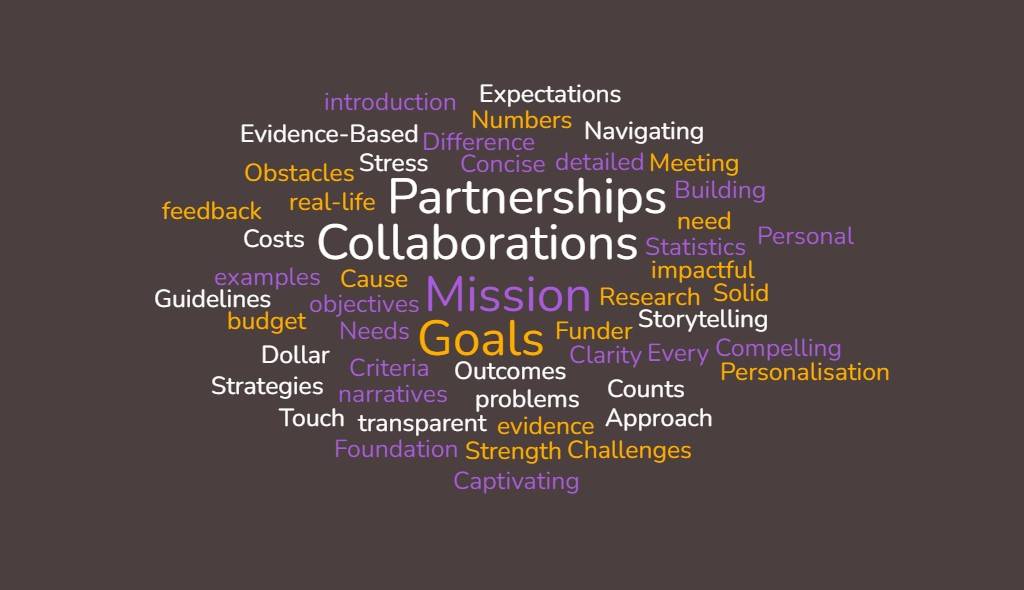 introduction Expectations
Numbers
Evidence-Based Difference Navigating
Obstacles Stress Concise detailed Meeting
feedback real-life Partnerships Building
need
Costs Collaborations Statistics Personal
examples Cause impactful
Guidelines objectives Mission Research Solid
budget Needs Goals Funder Storytelling
Dollar Clarity Every Compelling
Criteria Outcomes Personalisation
Strategies narratives problems Counts
Touch transparent evidence Approach
Foundation Strength Challenges
Captivating